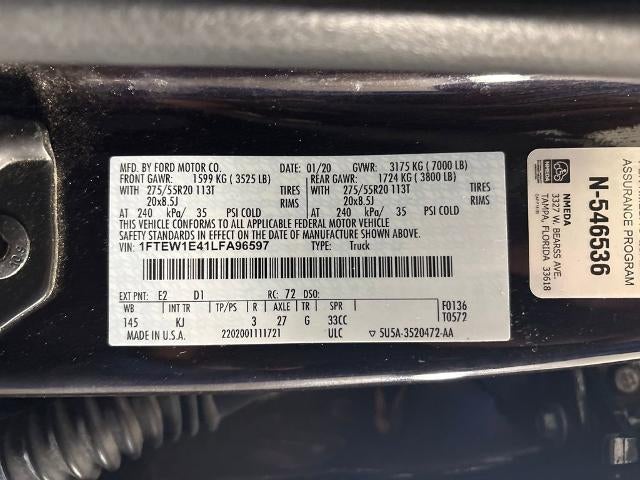 MFD. BY FORD MOTOR CO. 01/20 GVWR: 3175 KG ( 7000 LB)
FRONT GAWR: 1599 KG ( 3525 LB) REAR GAWR: 1724 KG ( 3800 LB)
WITH 275/55R20 113T TIRES WITH 275/55R20 113T TIRES
20x8.5J RIMS 20x8.5J RIMS
AT 240 kPa/ 35 PSI COLD AT 240 kPa/ 35 PSI COLD
THIS VEHICLE CONFORMS TO ALL APPLICABLE FEDERAL MOTOR VEHICLE
SAFETY STANDARDS IN EFFECT ON THE DATE OF MANUFACTURE SHOWN ABOVE.
VIN: 1FTEW1E41LFA96597 TYPE: Truck
EXT PNT: E2 D1 RC: 72 DSO: F0136
WB INT TR TP/PS R AXLE TR SPR T0572
145 KJ 3 27 G 33CC
MADE IN U.S.A. 2202001111721 ULC 5U5A-3520472-AA
NMEDA
NMEDA
3327 W. BEARSS AVE.
TAMPA, FLORIDA 33618
N-546536
ASSURANCE PROGRAM